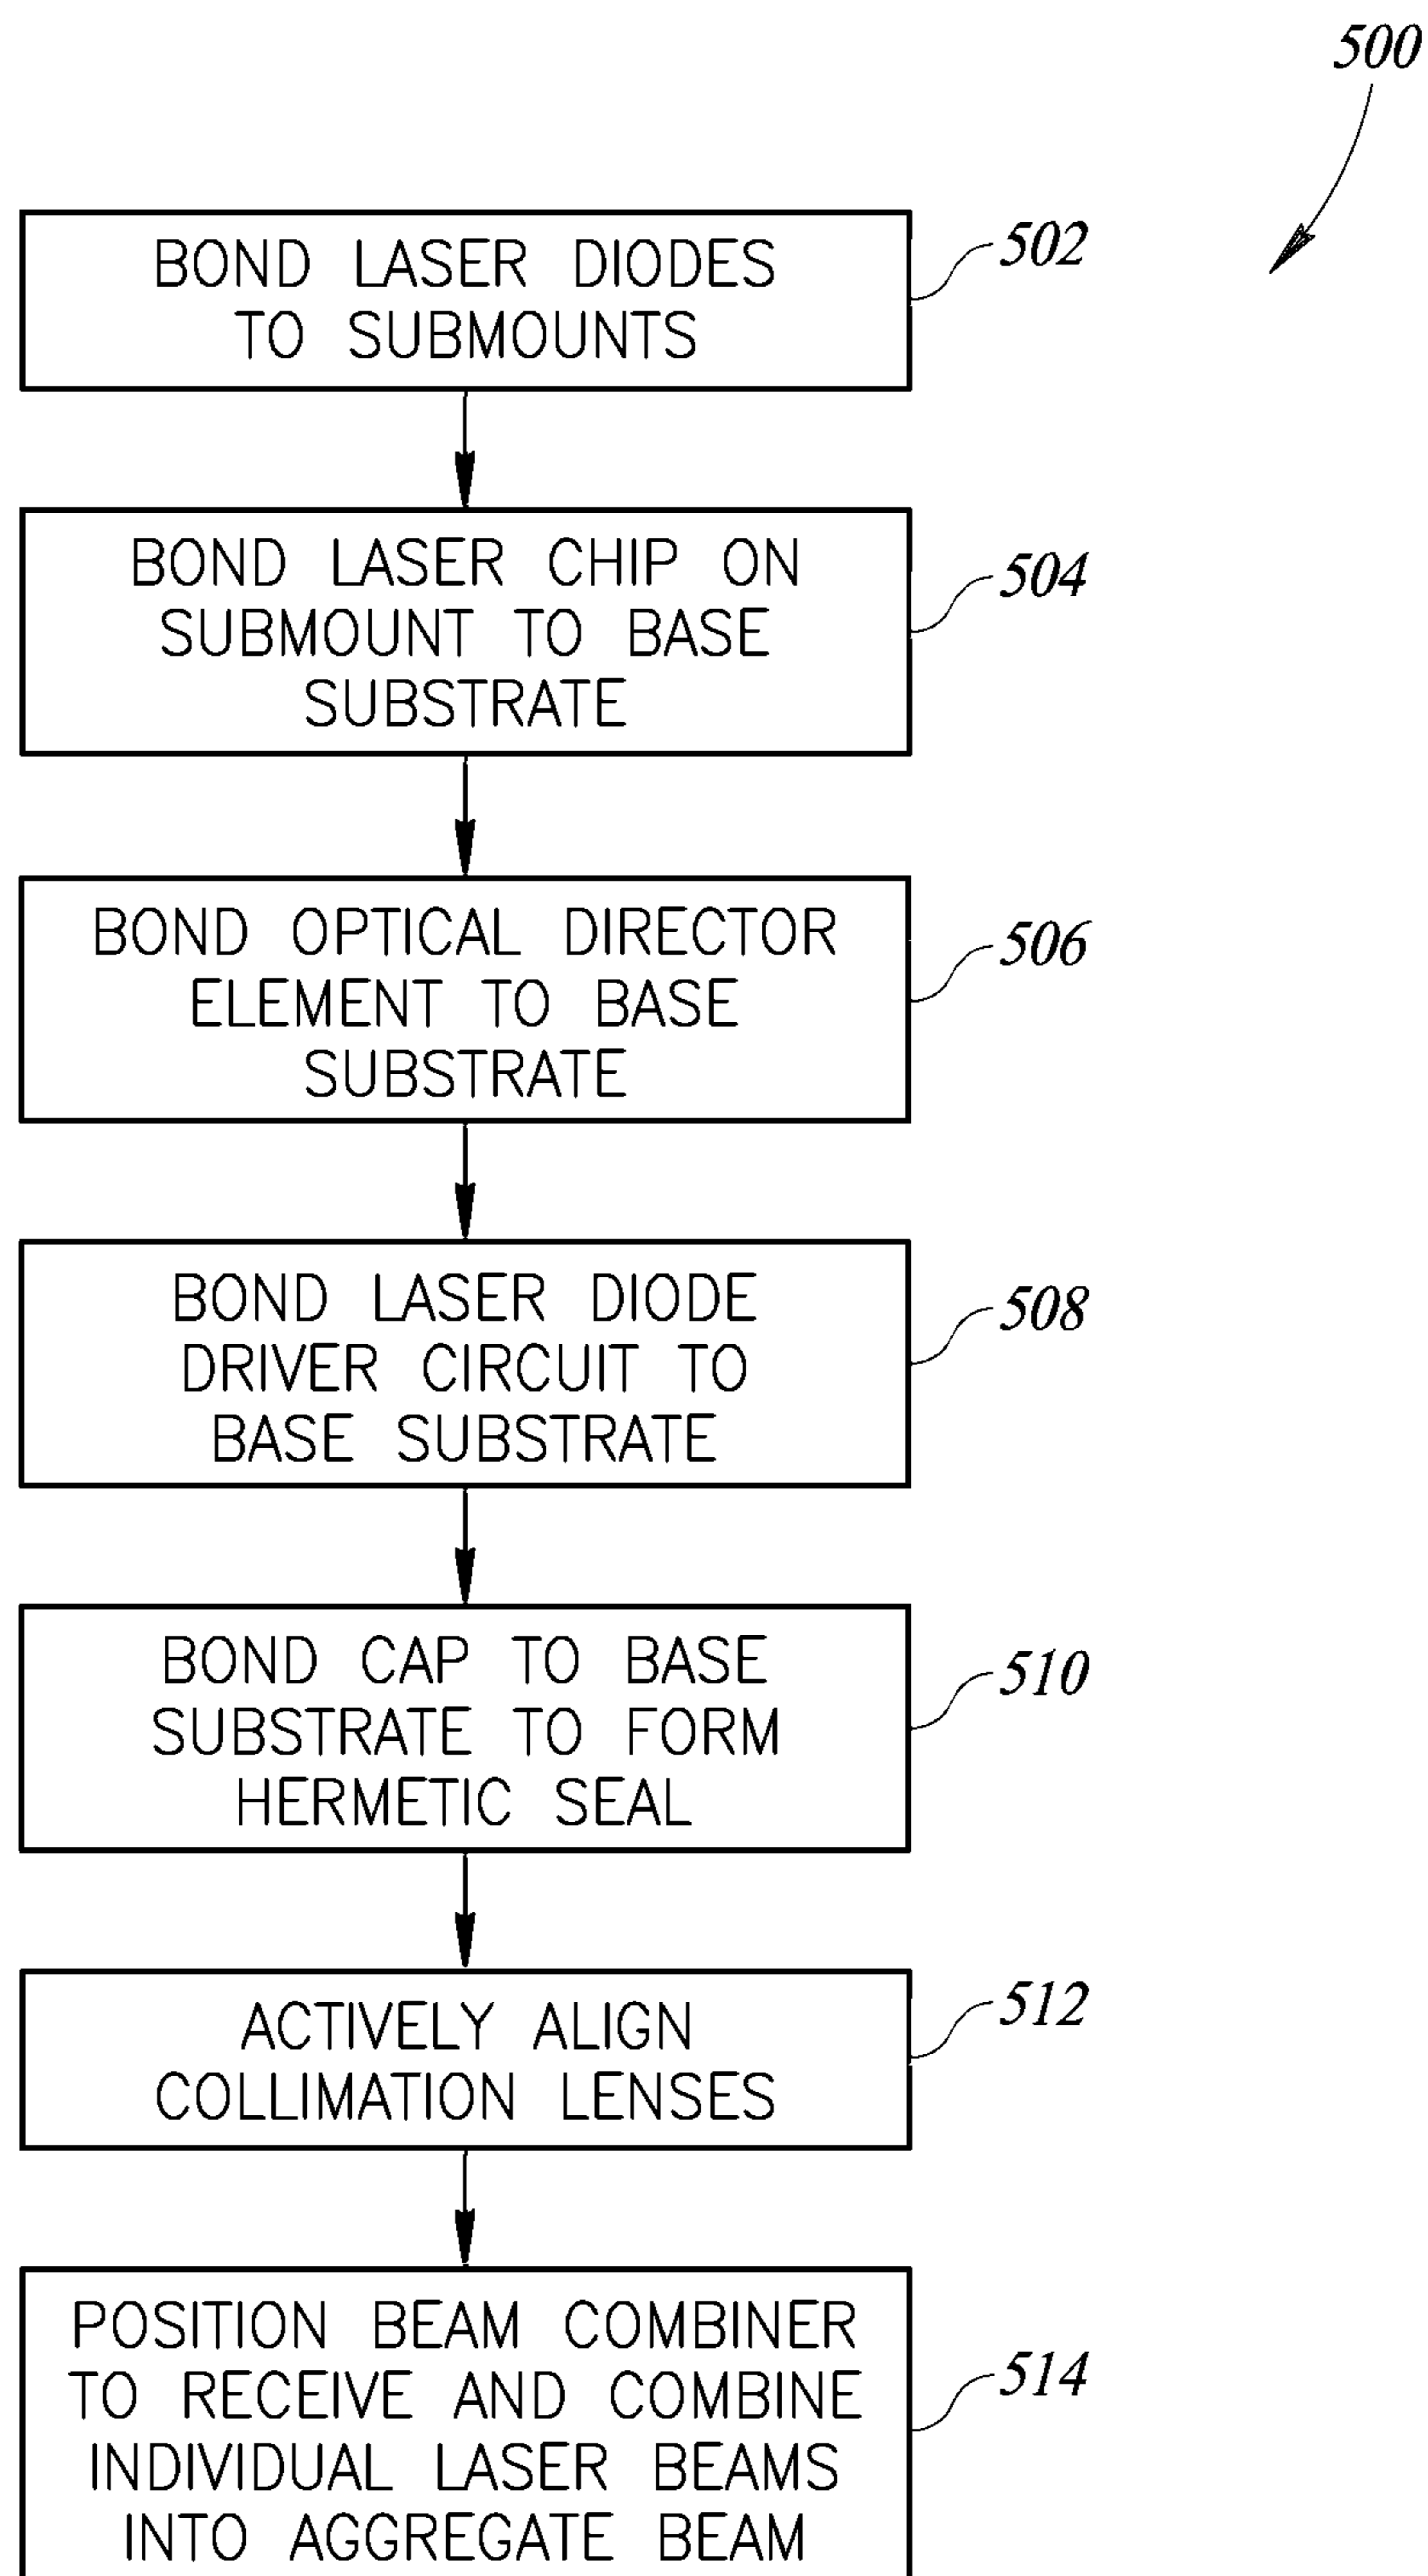 500
BOND LASER DIODES
TO SUBMOUNTS
502
BOND LASER CHIP ON
SUBMOUNT TO BASE
SUBSTRATE
504
BOND OPTICAL DIRECTOR
ELEMENT TO BASE
SUBSTRATE
506
BOND LASER DIODE
DRIVER CIRCUIT TO
BASE SUBSTRATE
508
BOND CAP TO BASE
SUBSTRATE TO FORM
HERMETIC SEAL
510
ACTIVELY ALIGN
COLLIMATION LENSES
512
POSITION BEAM COMBINER
TO RECEIVE AND COMBINE
INDIVIDUAL LASER BEAMS
INTO AGGREGATE BEAM
514